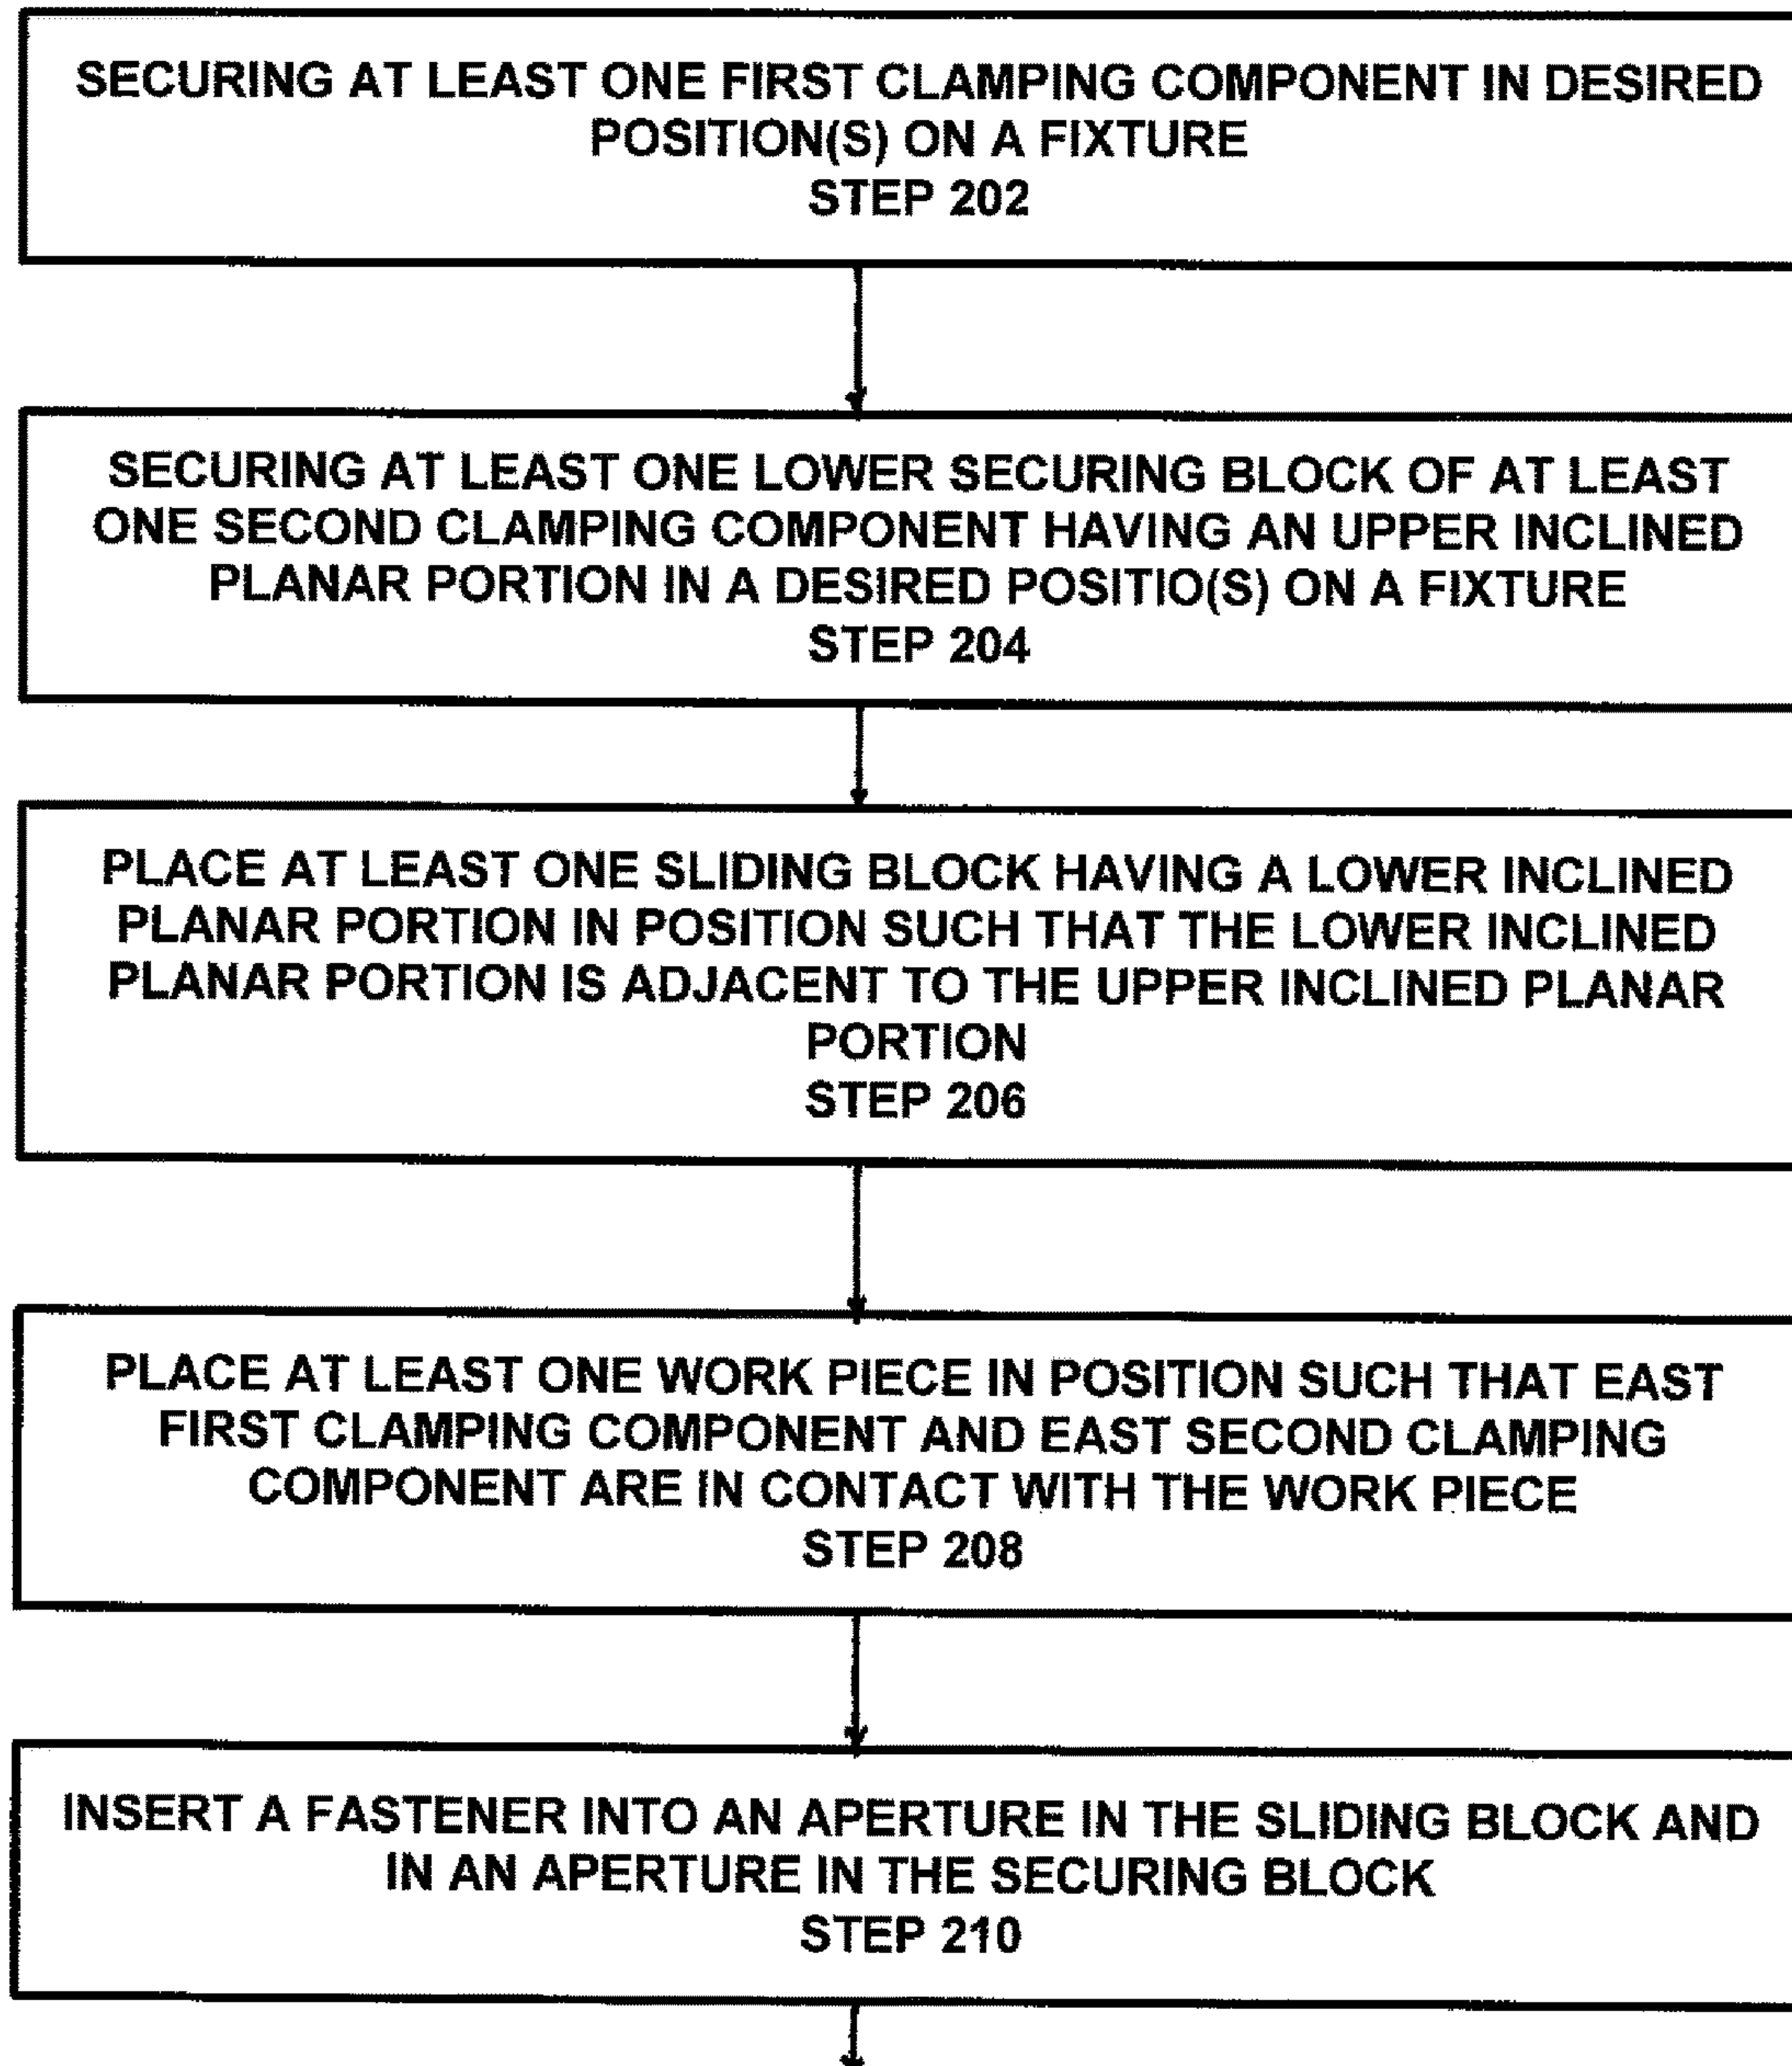 SECURING AT LEAST ONE FIRST CLAMPING COMPONENT IN DESIRED
POSITION(S) ON A FIXTURE
STEP 202
SECURING AT LEAST ONE LOWER SECURING BLOCK OF AT LEAST
ONE SECOND CLAMPING COMPONENT HAVING AN UPPER INCLINED
PLANAR PORTION IN A DESIRED POSITIO(S) ON A FIXTURE
STEP 204
PLACE AT LEAST ONE SLIDING BLOCK HAVING A LOWER INCLINED
PLANAR PORTION IN POSITION SUCH THAT THE LOWER INCLINED
PLANAR PORTION IS ADJACENT TO THE UPPER INCLINED PLANAR
PORTION
STEP 206
PLACE AT LEAST ONE WORK PIECE IN POSITION SUCH THAT EAST
FIRST CLAMPING COMPONENT AND EAST SECOND CLAMPING
COMPONENT ARE IN CONTACT WITH THE WORK PIECE
STEP 208
INSERT A FASTENER INTO AN APERTURE IN THE SLIDING BLOCK AND
IN AN APERTURE IN THE SECURING BLOCK
STEP 210